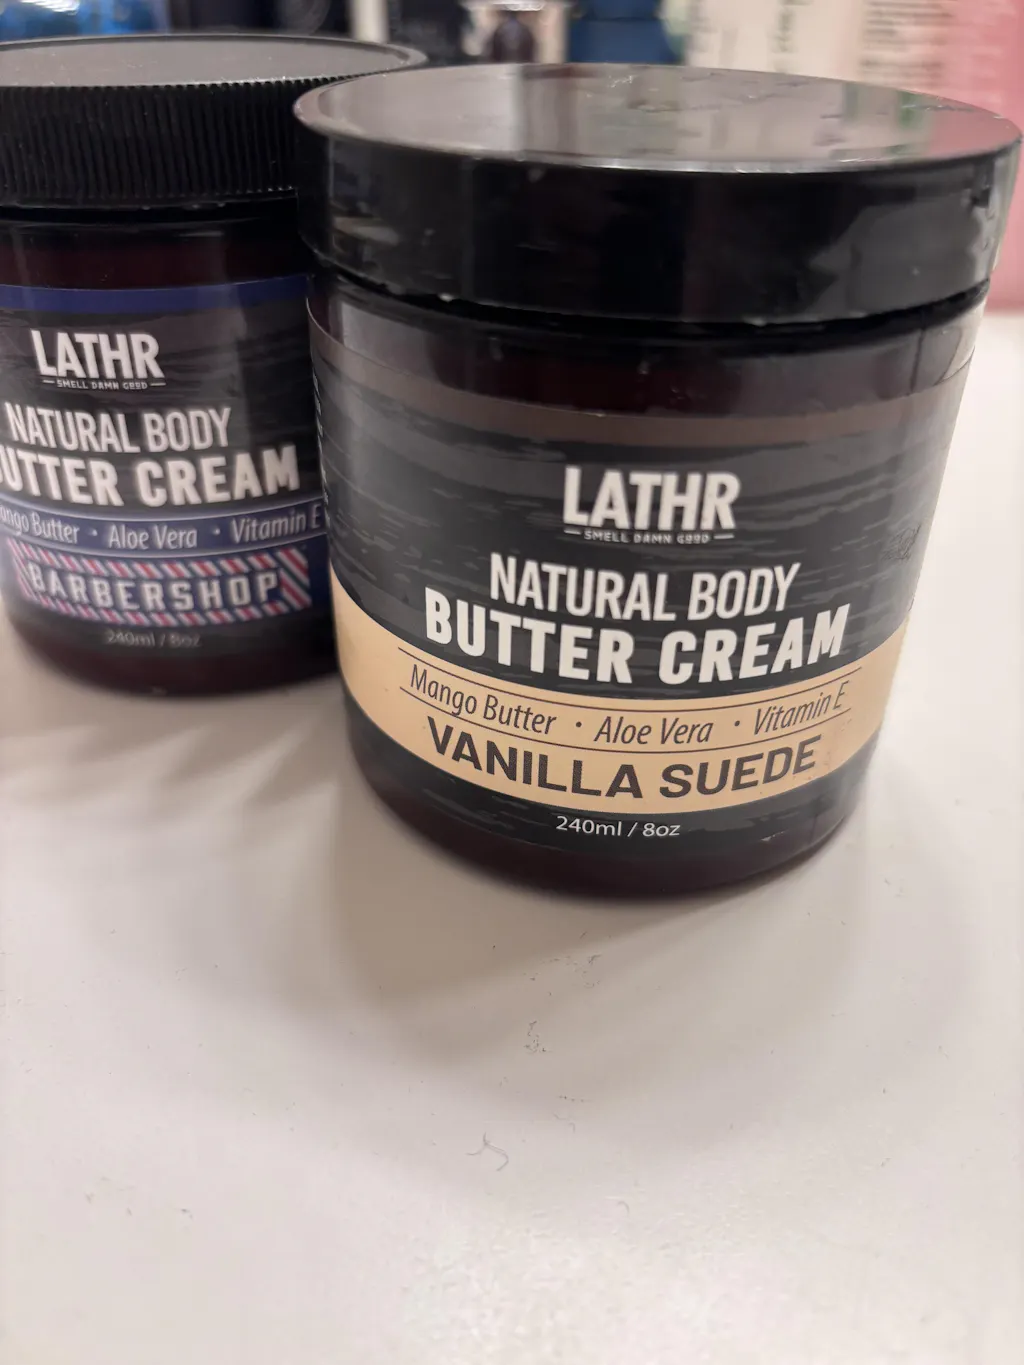 LATHR
SMELL DAMN GOOD
NATURAL BODY
BUTTER CREAM
Mango Butter • Aloe Vera • Vitamin E
BARBERSHOP
240ml / 8oz
LATHR
SMELL DAMN GOOD
NATURAL BODY
BUTTER CREAM
Mango Butter • Aloe Vera • Vitamin E
VANILLA SUEDE
240ml / 8oz